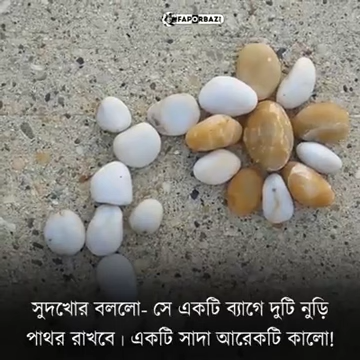 FAPORBAZI
সুদখোর বললো- সে একটি ব্যাগে দুটি নুড়ি
পাথর রাখবে। একটি সাদা আরেকটি কালো!